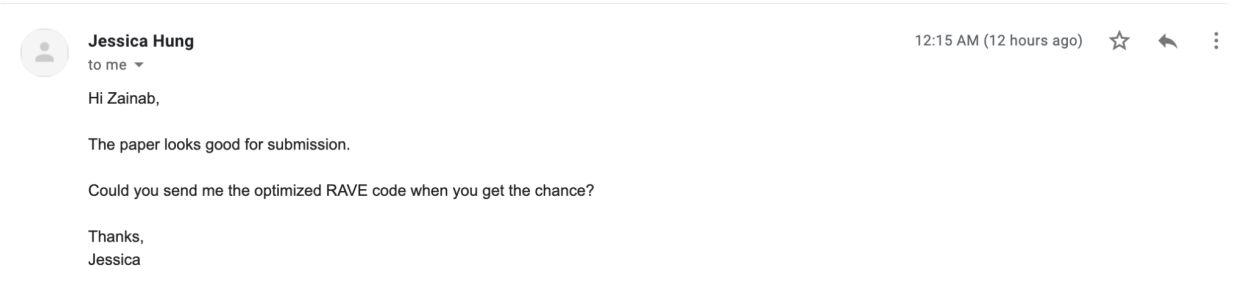 Jessica Hung
12:15 AM (12 hours ago)
to me
Hi Zainab,
The paper looks good for submission.
Could you send me the optimized RAVE code when you get the chance?
Thanks,
Jessica